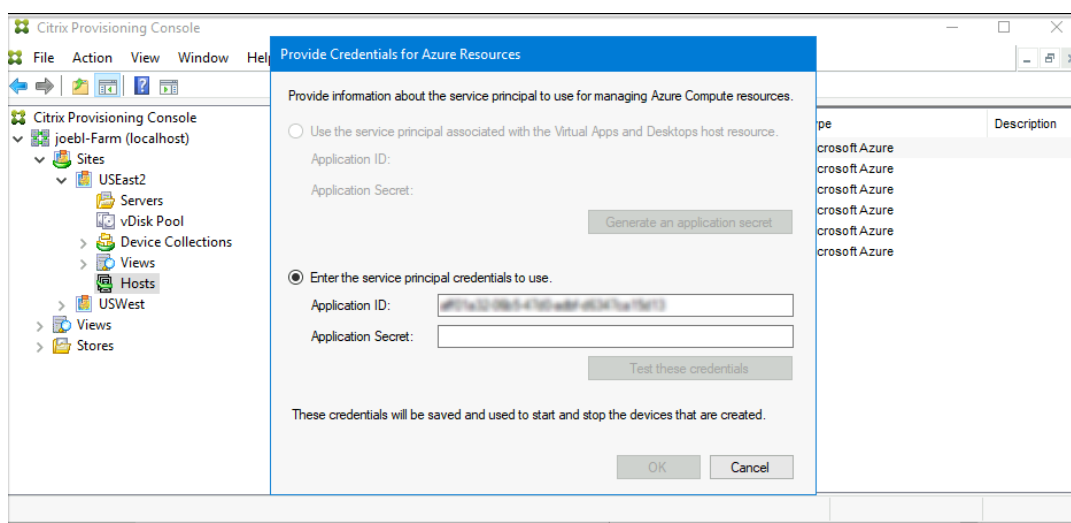 Citrix Provisioning Console
File Action View Window Hel
Provide Credentials for Azure Resources
Citrix Provisioning Console
joebl-Farm (localhost)
Sites
USEast2
Servers
vDisk Pool
Device Collections
Views
Hosts
USWest
Views
Stores
Provide information about the service principal to use for managing Azure Compute resources.
Use the service principal associated with the Virtual Apps and Desktops host resource.
Application ID:
Application Secret:
Generate an application secret
Enter the service principal credentials to use.
Application ID:
Application Secret:
Test these credentials
These credentials will be saved and used to start and stop the devices that are created.
OK Cancel
pe Description
crosoft Azure
crosoft Azure
crosoft Azure
crosoft Azure
crosoft Azure
crosoft Azure